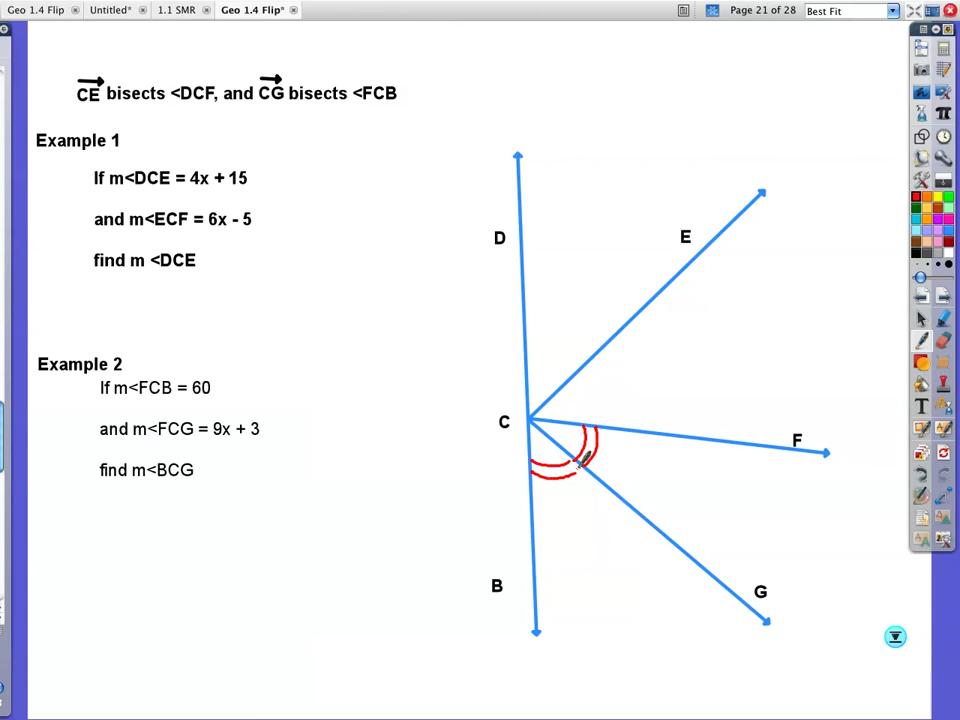 Geo 1.4 Flip Untitled* 1.1 SMR Geo 1.4 Flip* Page 21 of 28 Best Fit
CE bisects <DCF, and CG bisects <FCB
Example 1
If m<DCE = 4x + 15
and m<ECF = 6x - 5
find m <DCE
Example 2
If m<FCB = 60
and m<FCG = 9x + 3
find m<BCG
D
E
C
F
B
G